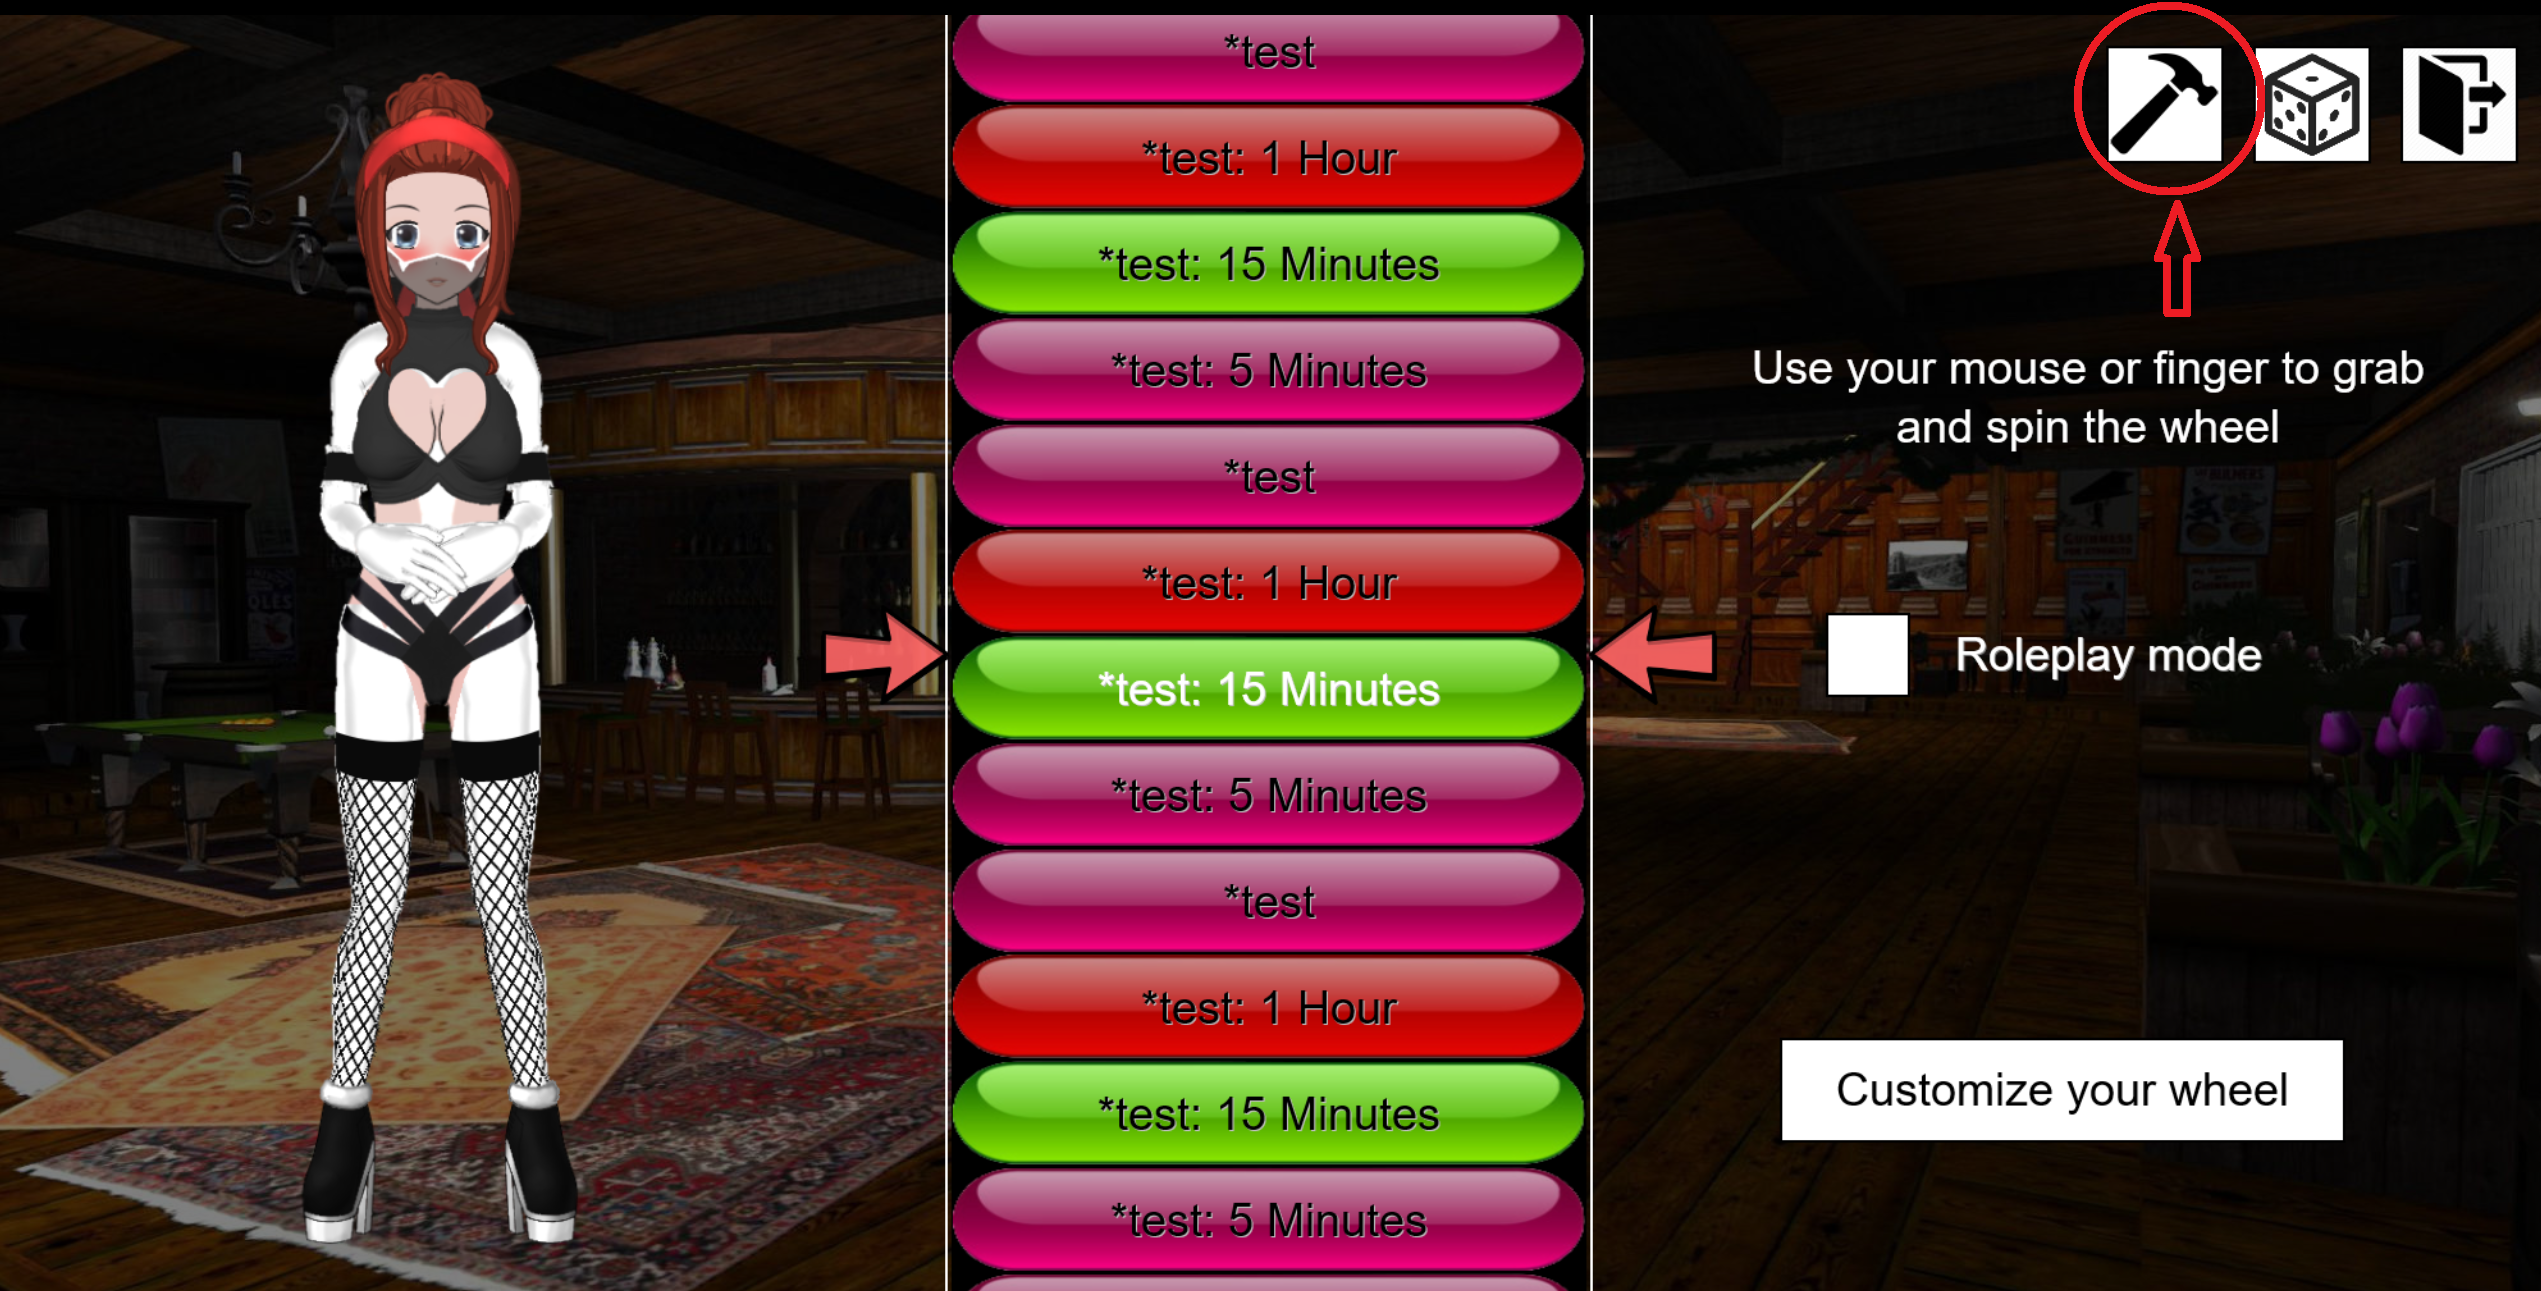 *test
*test: 1 Hour
*test: 15 Minutes
*test: 5 Minutes
*test
*test: 1 Hour
*test: 15 Minutes
*test: 5 Minutes
*test
*test: 1 Hour
*test: 15 Minutes
*test: 5 Minutes
Use your mouse or finger to grab
and spin the wheel
GUINNESS
Roleplay mode
Customize your wheel